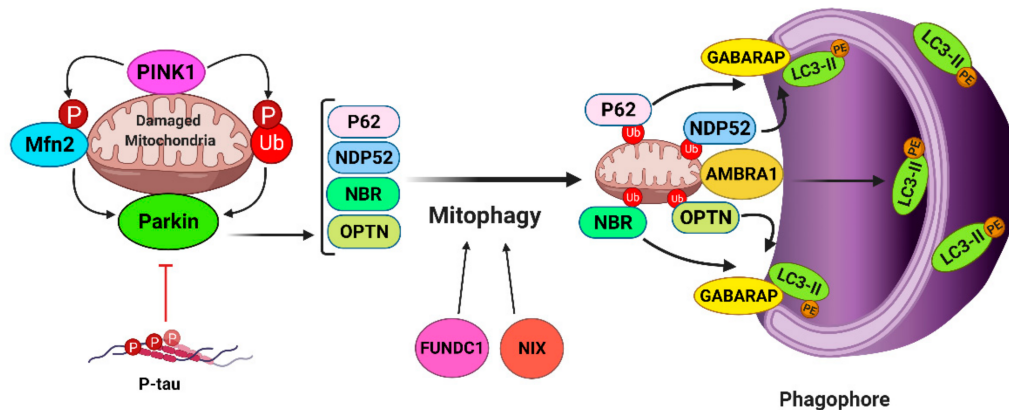 PINK1
P
P
Mfn2
Damaged
Mitochondria
Ub
Parkin
P
P
P
P-tau
P62
NDP52
NBR
OPTN
Mitophagy
FUNDC1
NIX
P62
Ub
NDP52
Ub
AMBRA1
Ub
Ub
NBR
OPTN
GABARAP
LC3-II
PE
LC3-II
PE
LC3-II
PE
LC3-II
PE
GABARAP
LC3-II
PE
Phagophore